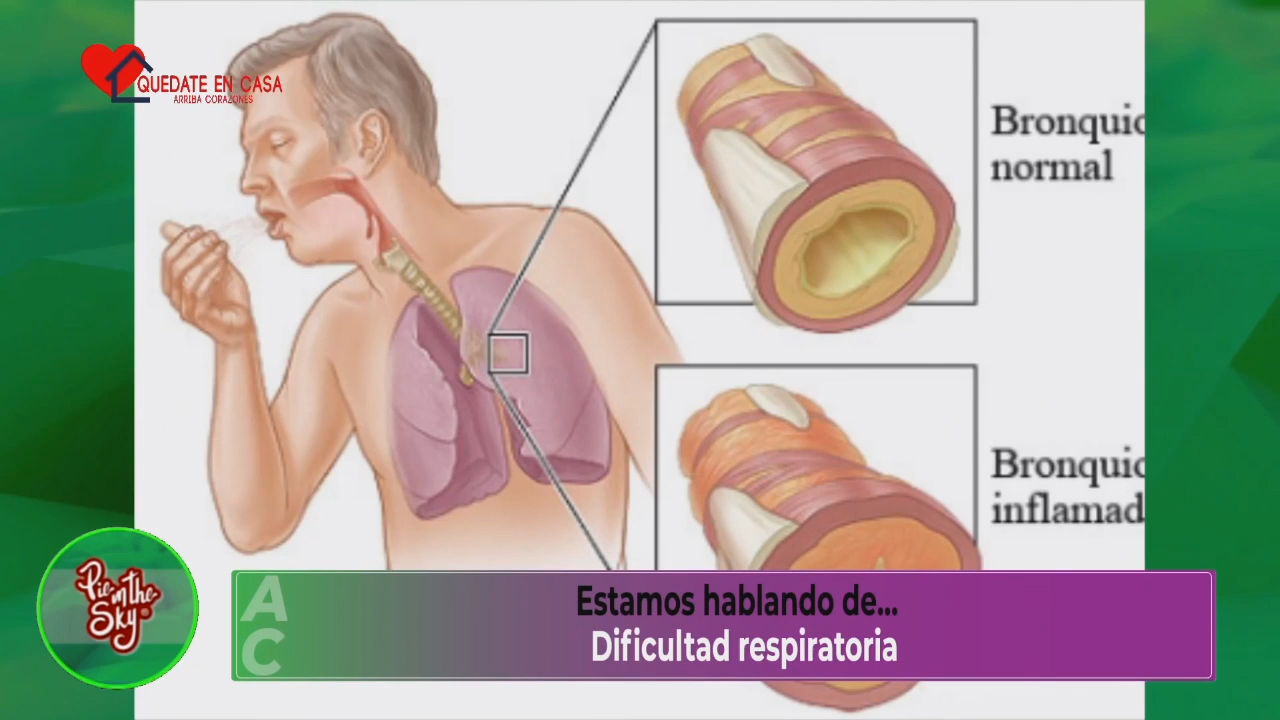 QUEDATE EN CASA
ARRIBA CORAZONES
Bronquio
normal
Bronquio
inflamad
Pie in the
Sky
A
C
Estamos hablando de...
Dificultad respiratoria